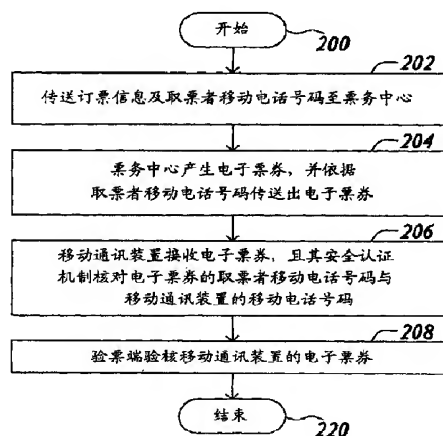 开始
200
202
传送订票信息及取票者移动电话号码至票务中心
204
票务中心产生电子票券，并依据
取票者移动电话号码传送出电子票券
206
移动通讯装置接收电子票券，且其安全认证
机制核对电子票券的取票者移动电话号码与
移动通讯装置的移动电话号码
208
验票端验核移动通讯装置的电子票券
结束
220